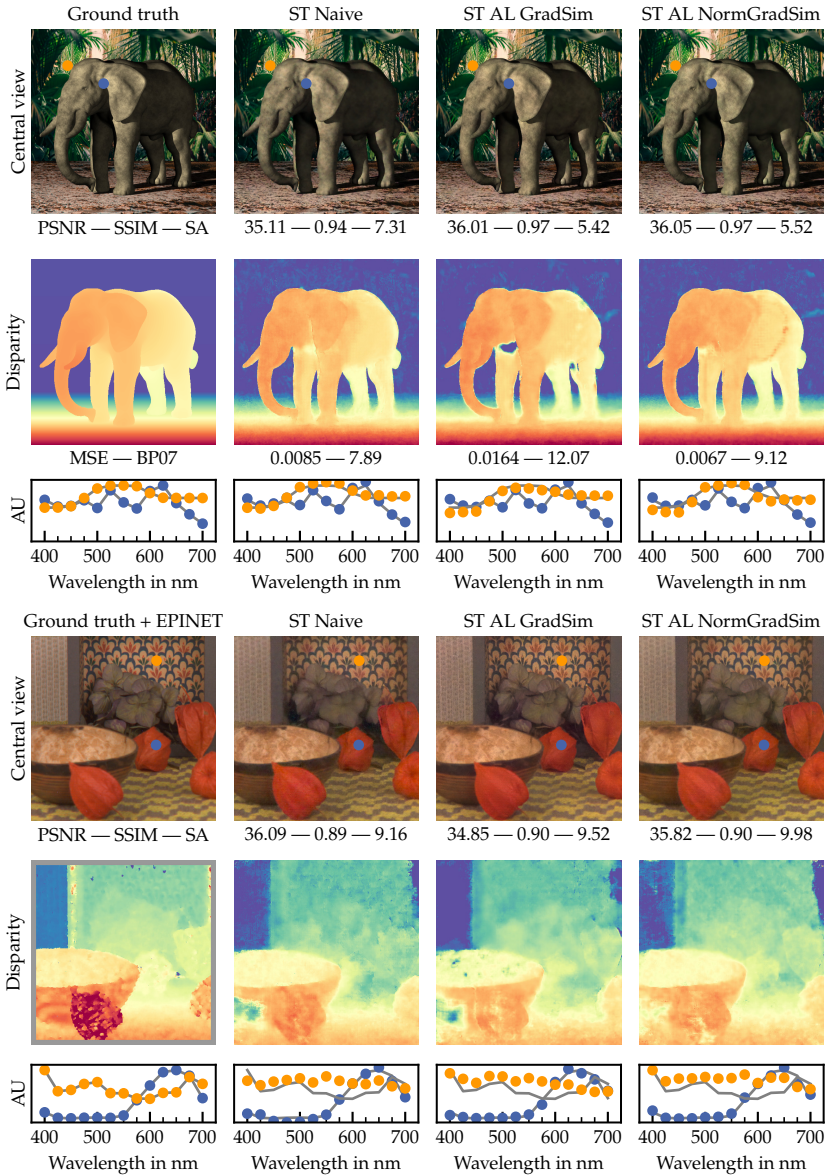 Ground truth ST Naive ST AL GradSim ST AL NormGradSim
Central view
PSNR — SSIM — SA 35.11 — 0.94 — 7.31 36.01 — 0.97 — 5.42 36.05 — 0.97 — 5.52
Disparity
MSE — BP07 0.0085 — 7.89 0.0164 — 12.07 0.0067 — 9.12
AU
400 500 600 700 400 500 600 700 400 500 600 700 400 500 600 700
Wavelength in nm Wavelength in nm Wavelength in nm Wavelength in nm
Ground truth + EPINET ST Naive ST AL GradSim ST AL NormGradSim
Central view
PSNR — SSIM — SA 36.09 — 0.89 — 9.16 34.85 — 0.90 — 9.52 35.82 — 0.90 — 9.98
Disparity
AU
400 500 600 700 400 500 600 700 400 500 600 700 400 500 600 700
Wavelength in nm Wavelength in nm Wavelength in nm Wavelength in nm